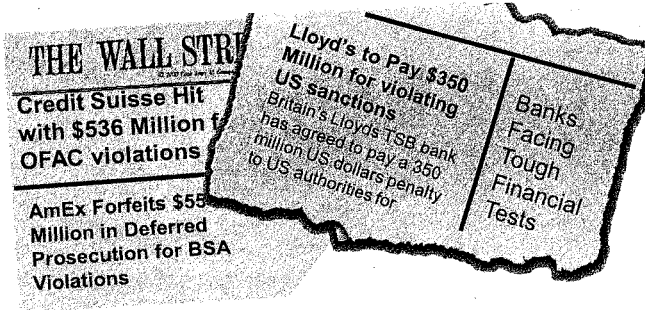 THE WALL STR
Credit Suisse Hit
with $536 Million f
OFAC violations
AmEx Forfeits $55
Million in Deferred
Prosecution for BSA
Violations
Lloyd's to Pay $350
Million for violating
US sanctions
Britain's Lloyds TSB bank
has agreed to pay a 350
million US dollars penalty
to US authorities for
Banks
Facing
Tough
Financial
Tests